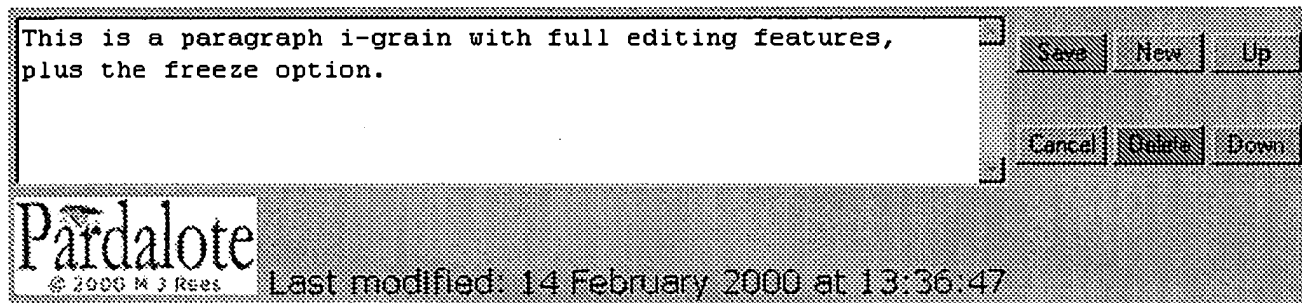 This is a paragraph i-grain with full editing features,
plus the freeze option.
Save New Up
Cancel Delete Down
Pardalote
© 2000 M J Rees
Last modified: 14 February 2000 at 13:36:47